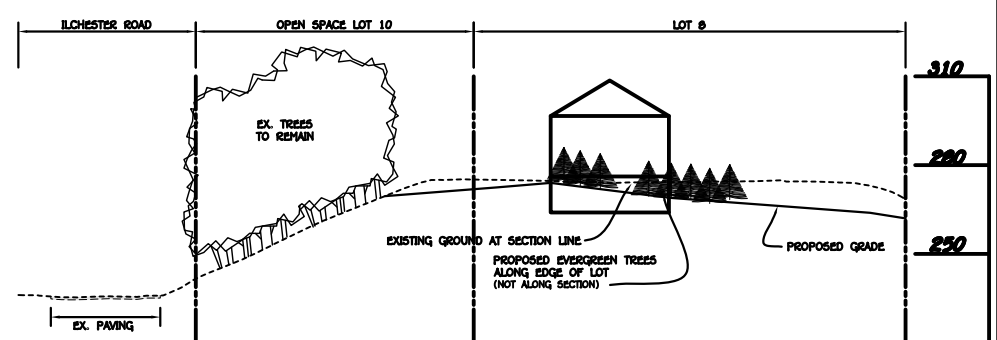 ILCHESTER ROAD
OPEN SPACE LOT 10
LOT 8
310
EX. TREES
TO REMAIN
280
EXISTING GROUND AT SECTION LINE
PROPOSED GRADE
250
PROPOSED EVERGREEN TREES
ALONG EDGE OF LOT
(NOT ALONG SECTION)
EX. PAVING